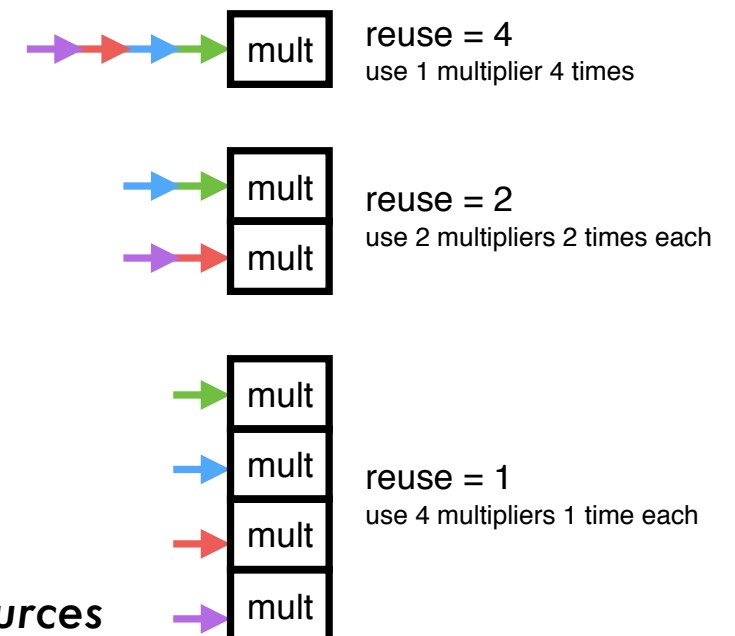 mult
reuse = 4
use 1 multiplier 4 times
mult
mult
reuse = 2
use 2 multipliers 2 times each
mult
mult
mult
mult
reuse = 1
use 4 multipliers 1 time each